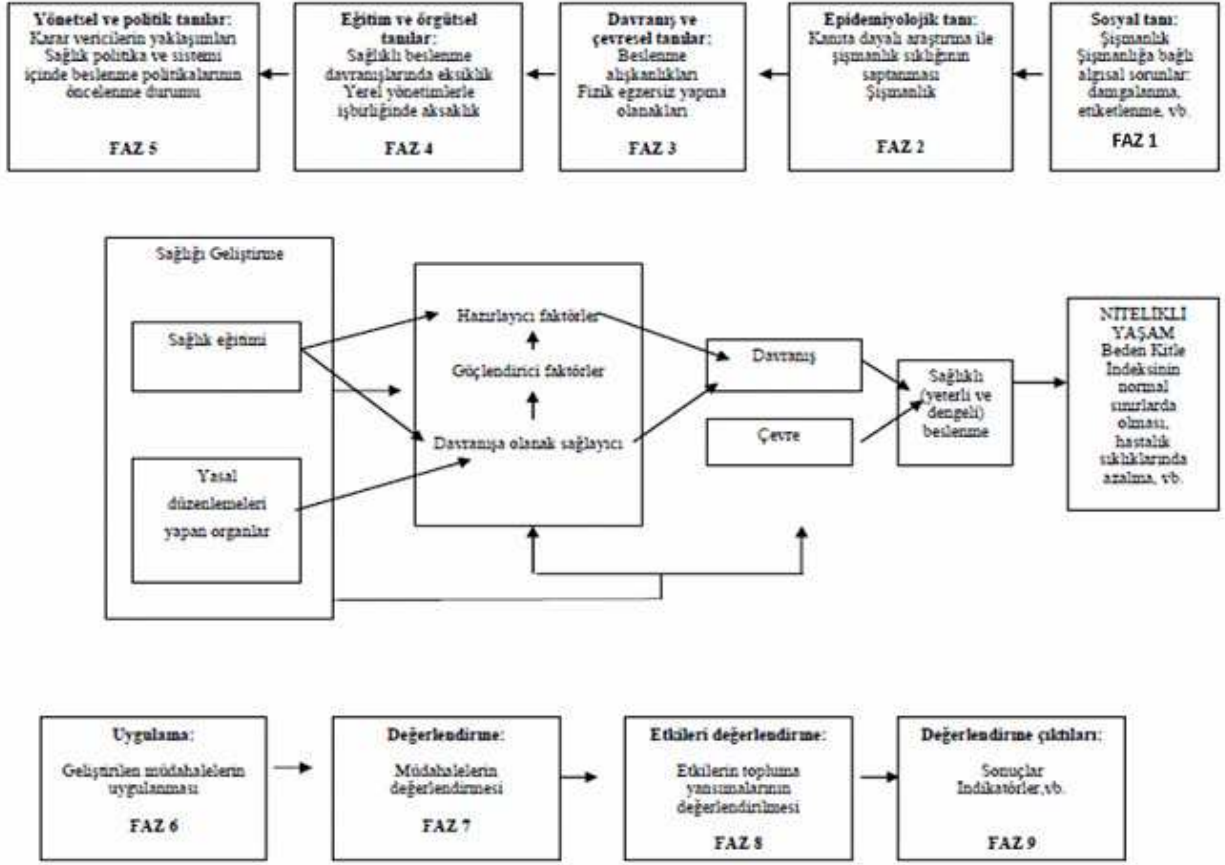 Yönetsel ve politik tanılar:
Karar vericilerin yaklaşımları
Sağlık politika ve sistemi
içinde beslenme politikalarının
öncelenme durumu
FAZ 5
Eğitim ve örgütsel
tanılar:
Sağlıklı beslenme
davranışlarında eksiklik
Yerel yönetimlerle
işbirliğinde aksaklık
FAZ 4
Davranış ve
çevresel tanılar:
Beslenme
alışkanlıkları
Fizik egzersiz yapma
olanakları
FAZ 3
Epidemiyolojik tanı:
Kanıta dayalı araştırma ile
şişmanlık sıklığının
saptanması
Şişmanlık
FAZ 2
Sosyal tanı:
Şişmanlık
Şişmanlığa bağlı
algısal sorunlar:
damgalanma,
etiketlenme, vb.
FAZ 1
Sağlığı Geliştirme
Sağlık eğitimi
Yasal
düzenlemeleri
yapan organlar
Hazırlayıcı faktörler
Güçlendirici faktörler
Davranışa olanak sağlayıcı
Davranış
Çevre
Sağlıklı
(yeterli ve
dengeli)
beslenme
NİTELİKLİ
YAŞAM
Beden Kitle
İndeksinin
normal
sınırlarda
olması,
hastalık
sıklıklarında
azalma, vb.
Uygulama:
Geliştirilen müdahalelerin
uygulanması
FAZ 6
Değerlendirme:
Müdahalelerin
değerlendirmesi
FAZ 7
Etkileri değerlendirme:
Etkilerin topluma
yansımalarının
değerlendirilmesi
FAZ 8
Değerlendirme çıktıları:
Sonuçlar
İndikatörler,vb.
FAZ 9